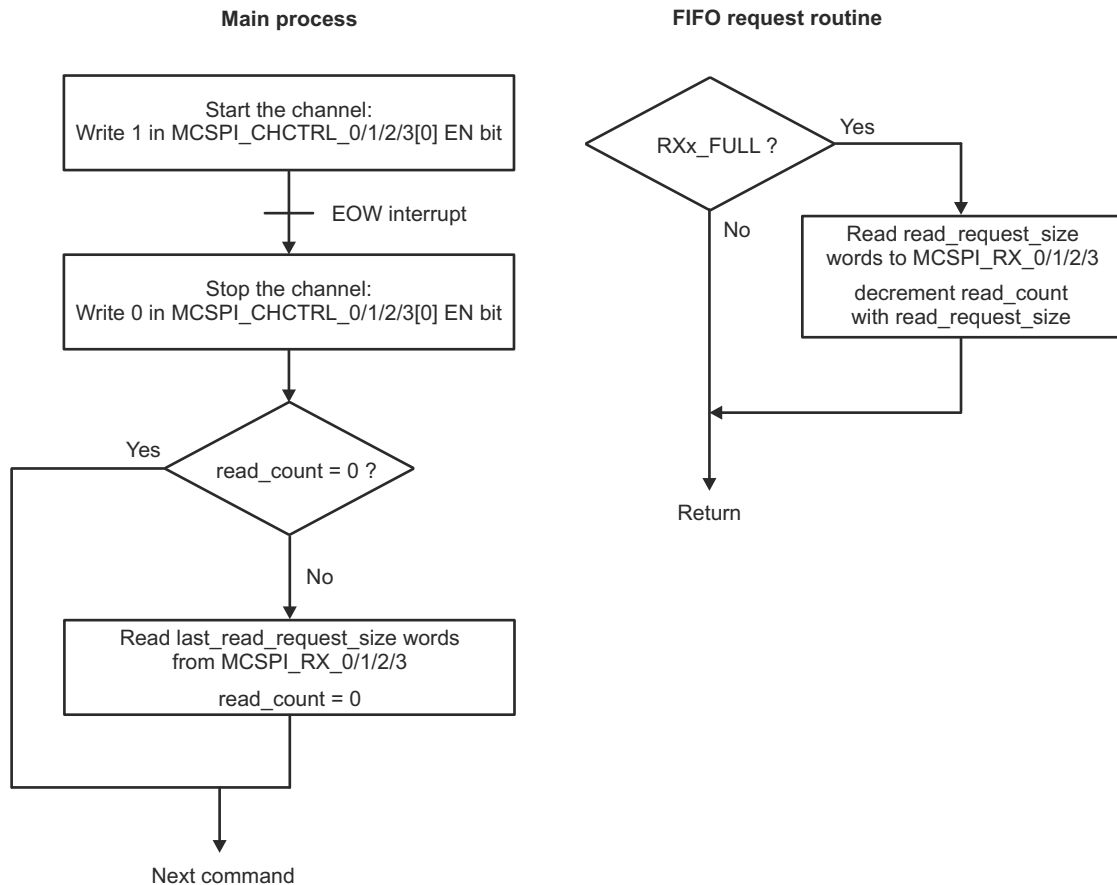 Main process
Start the channel:
Write 1 in MCSPI_CHCTRL_0/1/2/3[0] EN bit
EOW interrupt
Stop the channel:
Write 0 in MCSPI_CHCTRL_0/1/2/3[0] EN bit
Yes
read_count = 0 ?
No
Read last_read_request_size words
from MCSPI_RX_0/1/2/3
read_count = 0
Next command
FIFO request routine
RXx_FULL ?
Yes
No
Read read_request_size
words to MCSPI_RX_0/1/2/3
decrement read_count
with read_request_size
Return